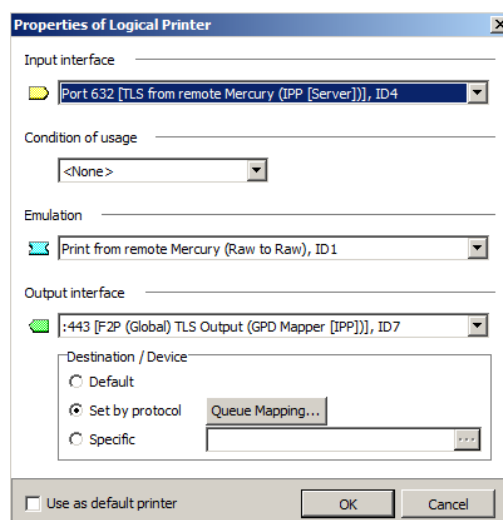 Properties of Logical Printer
Input interface
Port 632 [TLS from remote Mercury (IPP [Server])], ID4
Condition of usage
<None>
Emulation
Print from remote Mercury (Raw to Raw), ID1
Output interface
:443 [F2P (Global) TLS Output (GPD Mapper [IPP])], ID7
Destination / Device
Default
Set by protocol Queue Mapping...
Specific ...
Use as default printer OK Cancel